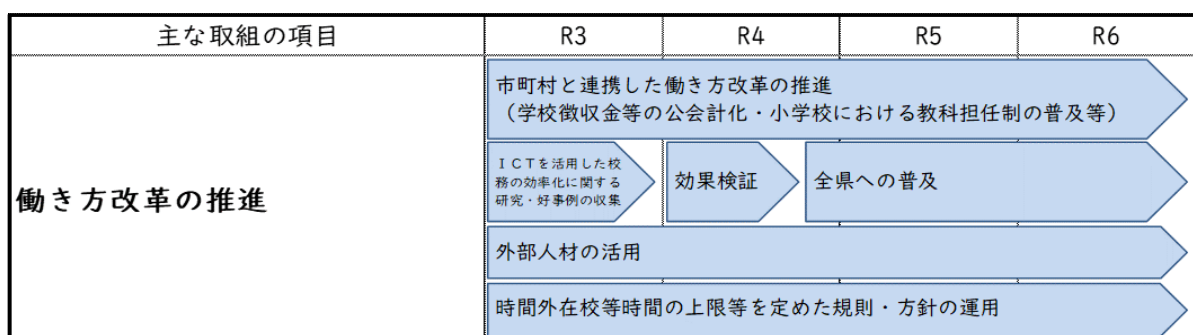 主な取組の項目 R3 R4 R5 R6
働き方改革の推進
市町村と連携した働き方改革の推進
(学校徴収金等の公会計化・小学校における教科担任制の普及等)
ICTを活用した校
務の効率化に関する
研究・好事例の収集
効果検証
全県への普及
外部人材の活用
時間外在校等時間の上限等を定めた規則・方針の運用